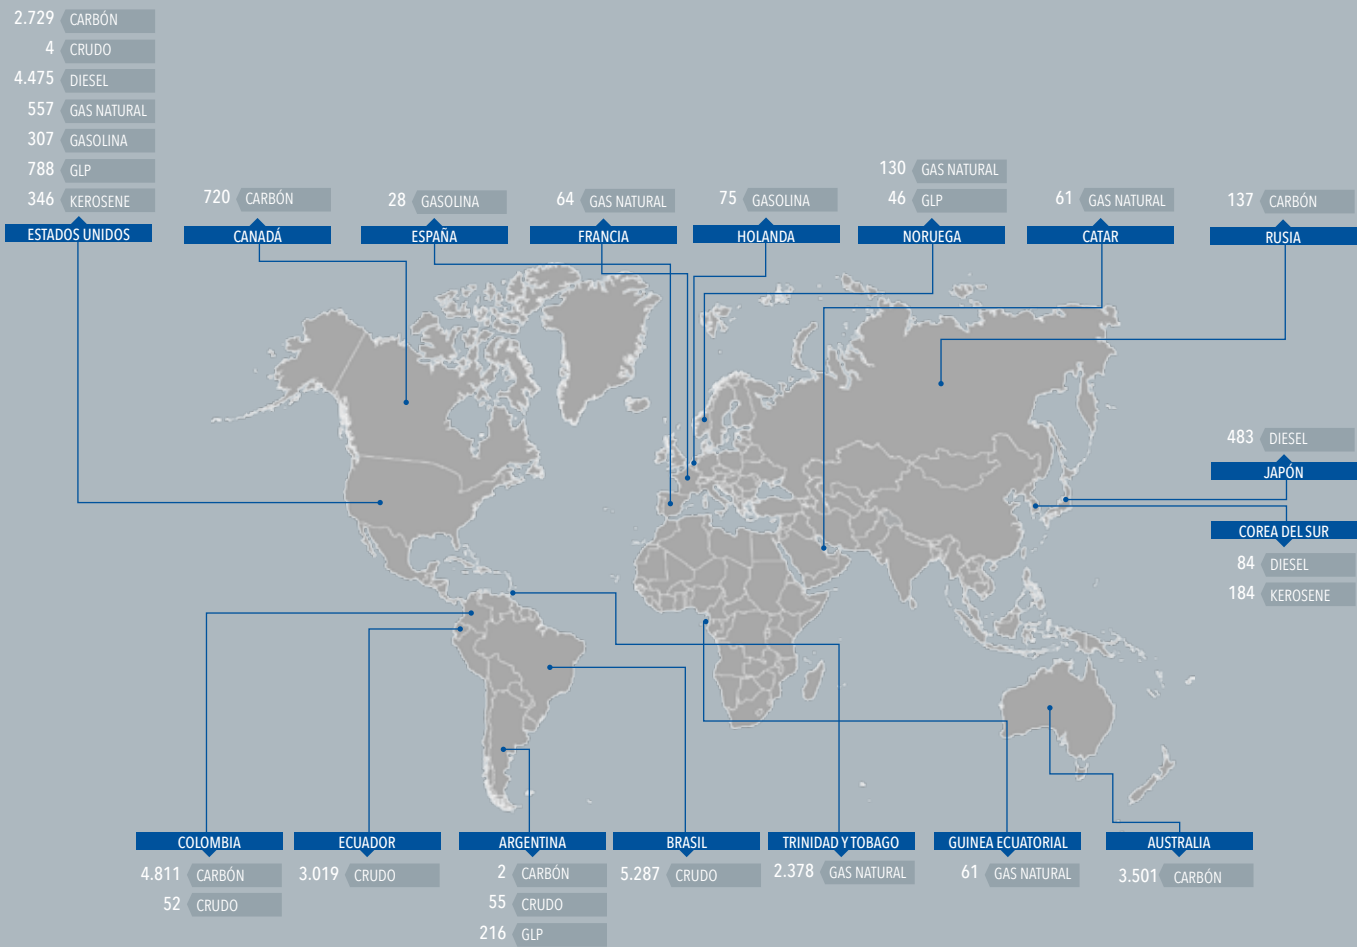 2.729 CARBÓN
4 CRUDO
4.475 DIESEL
557 GAS NATURAL
307 GASOLINA
788 GLP
346 KEROSENE
ESTADOS UNIDOS
720 CARBÓN
CANADÁ
28 GASOLINA
ESPAÑA
64 GAS NATURAL
FRANCIA
75 GASOLINA
HOLANDA
130 GAS NATURAL
46 GLP
NORUEGA
61 GAS NATURAL
CATAR
137 CARBÓN
RUSIA
483 DIESEL
JAPÓN
COREA DEL SUR
84 DIESEL
184 KEROSENE
COLOMBIA
4.811 CARBÓN
52 CRUDO
ECUADOR
3.019 CRUDO
ARGENTINA
2 CARBÓN
55 CRUDO
216 GLP
BRASIL
5.287 CRUDO
TRINIDAD Y TOBAGO
2.378 GAS NATURAL
GUINEA ECUATORIAL
61 GAS NATURAL
AUSTRALIA
3.501 CARBÓN